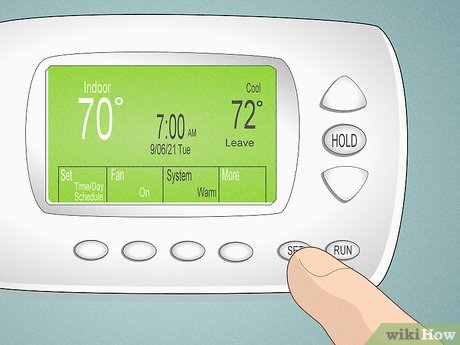 Indoor
70°
7:00 AM
9/06/21 Tue
Cool
72°
Leave
Set
Time/Day
Schedule
Fan
On
System
Warm
More
HOLD
SET
RUN
wikiHow